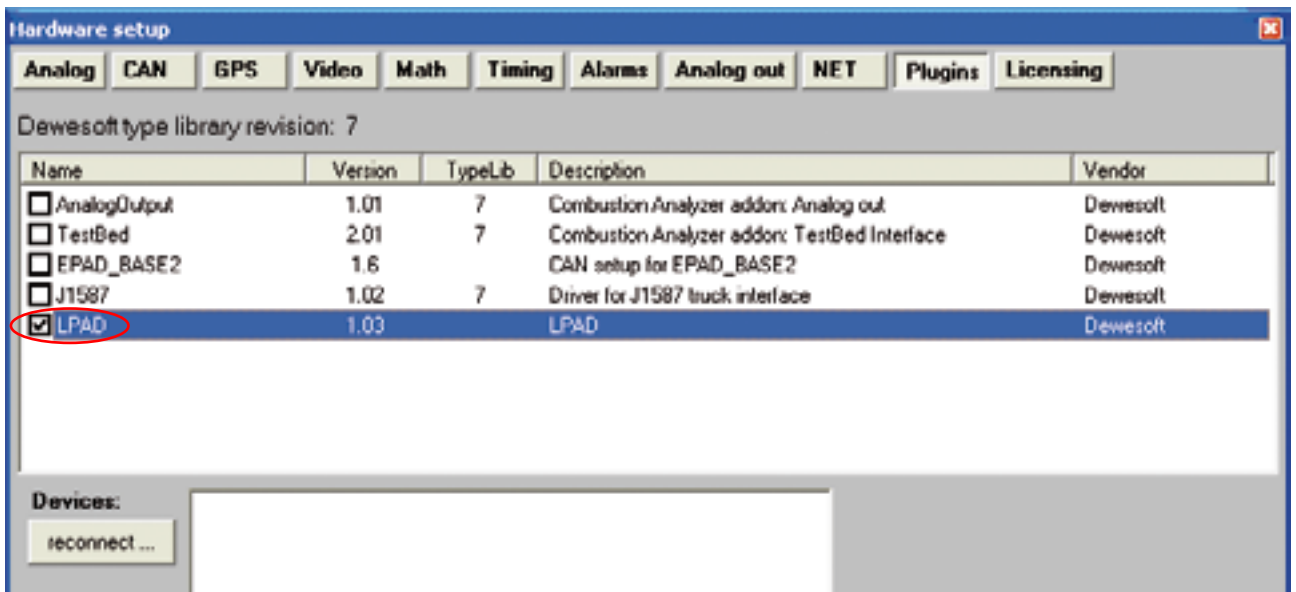 Hardware setup
Analog CAN GPS Video Math Timing Alarms Analog out NET Plugins Licensing
Dewesoft type library revision: 7
Name Version TypeLib Description Vendor
AnalogOutput 1.01 7 Combustion Analyzer addon: Analog out Dewesoft
TestBed 2.01 7 Combustion Analyzer addon: TestBed Interface Dewesoft
EPAD_BASE2 1.6 CAN setup for EPAD_BASE2 Dewesoft
J1587 1.02 7 Driver for J1587 truck interface Dewesoft
LPAD 1.03 LPAD Dewesoft
Devices:
reconnect ...